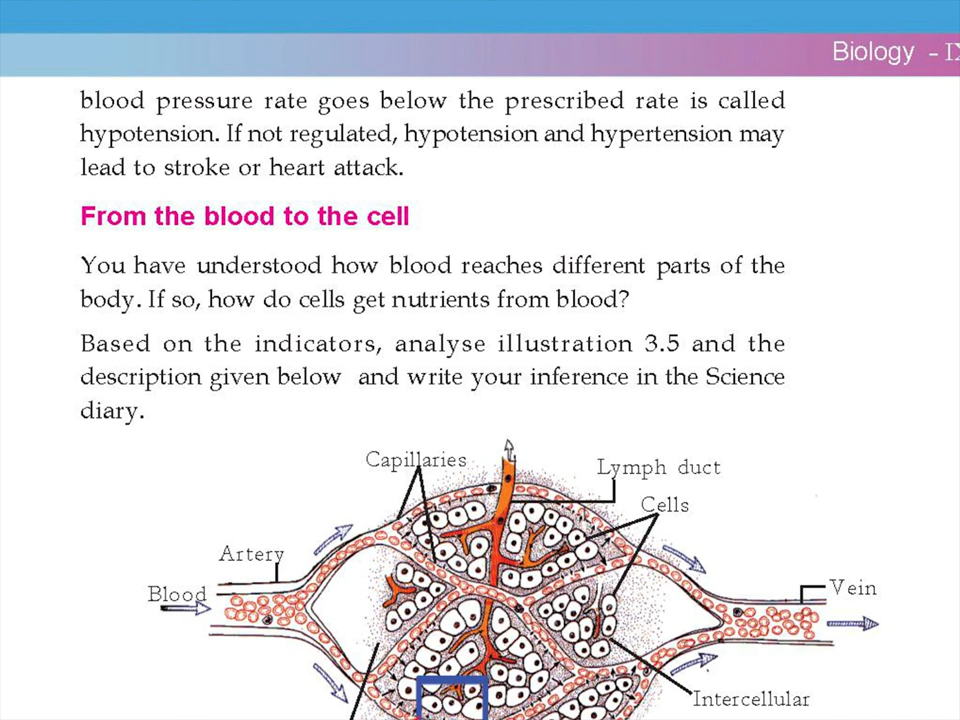 Biology - IX
blood pressure rate goes below the prescribed rate is called
hypotension. If not regulated, hypotension and hypertension may
lead to stroke or heart attack.
From the blood to the cell
You have understood how blood reaches different parts of the
body. If so, how do cells get nutrients from blood?
Based on the indicators, analyse illustration 3.5 and the
description given below and write your inference in the Science
diary.
Capillaries
Lymph duct
Cells
Artery
Blood
Vein
Intercellular